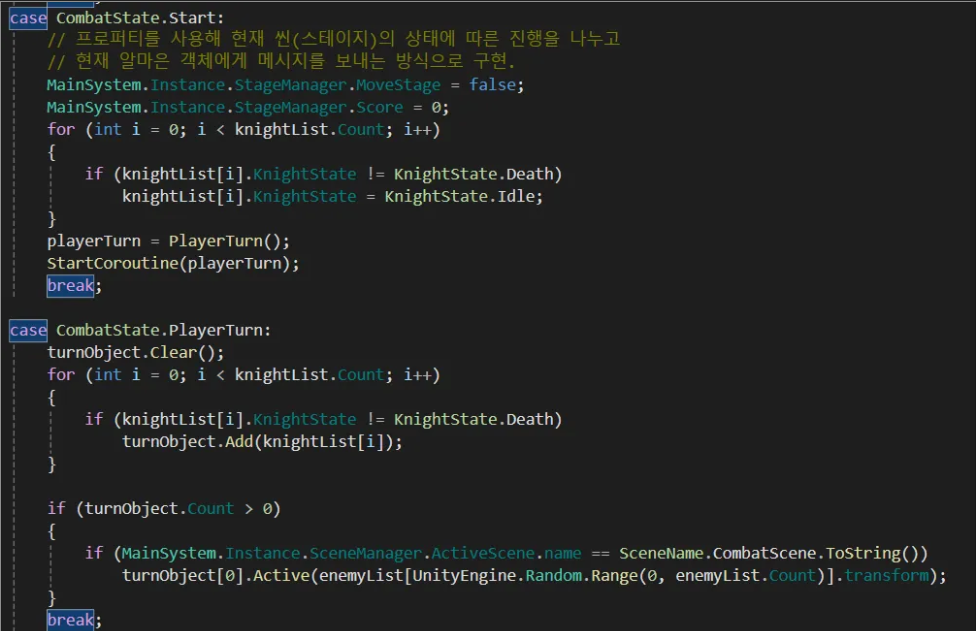 case CombatState.Start:
// 프로퍼티를 사용해 현재 씬(스테이지)의 상태에 따른 진행을 나누고
// 현재 알마은 객체에게 메시지를 보내는 방식으로 구현.
MainSystem.Instance.StageManager.MoveStage = false;
MainSystem.Instance.StageManager.Score = 0;
for (int i = 0; i < knightList.Count; i++)
{
if (knightList[i].KnightState != KnightState.Death)
knightList[i].KnightState = KnightState.Idle;
}
playerTurn = PlayerTurn();
StartCoroutine(playerTurn);
break;
case CombatState.PlayerTurn:
turnObject.Clear();
for (int i = 0; i < knightList.Count; i++)
{
if (knightList[i].KnightState != KnightState.Death)
turnObject.Add(knightList[i]);
}
if (turnObject.Count > 0)
{
if (MainSystem.Instance.SceneManager.ActiveScene.name == SceneName.CombatScene.ToString())
turnObject[0].Active(enemyList[UnityEngine.Random.Range(0, enemyList.Count)].transform);
}
break;